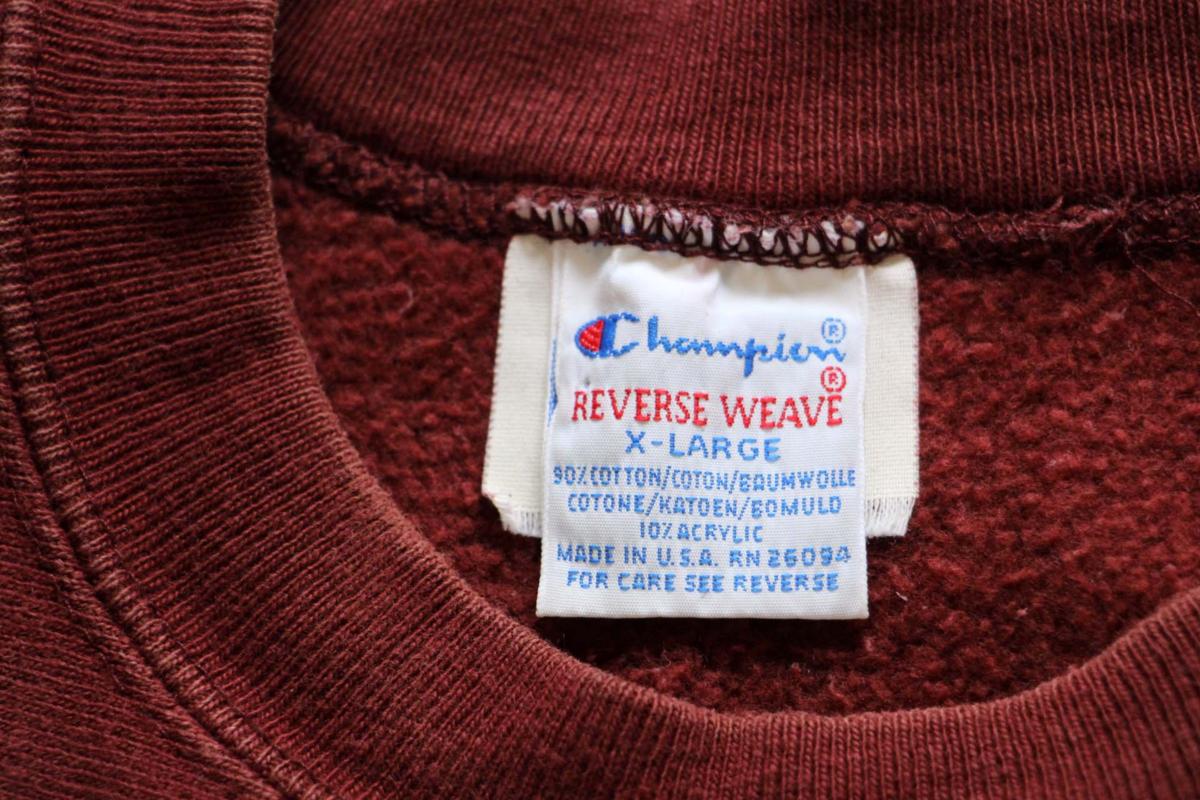 Champion®
REVERSE WEAVE®
X-LARGE
90% COTTON/COTON/BAUMWOLLE
COTONE/KATOEN/BOMULD
10% ACRYLIC
MADE IN U.S.A. RN 26094
FOR CARE SEE REVERSE